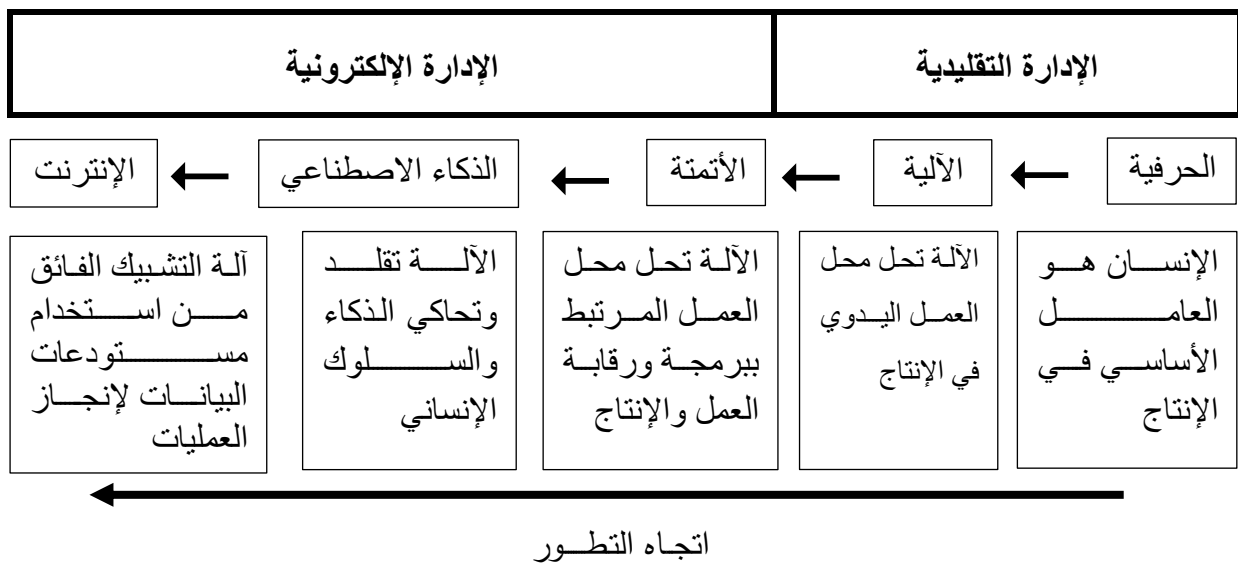 الإدارة التقليدية
الإدارة الإلكترونية
الحرفية
الآلية
الأتمتة
الذكاء الاصطناعي
الإنترنت
الإنسان هو
العامل
الأساسي في
الإنتاج
الآلة تحل محل
العمل اليدوي
في الإنتاج
الآلة تحل محل
العمل المرتبط
ببرمجة ورقابة
العمل والإنتاج
الآلة تقلد
وتحاكي الذكاء
والسلوك
الإنساني
آلة التشبيك الفائق
من استخدام
مستودعات
البيانات لإنجاز
العمليات
اتجاه التطور